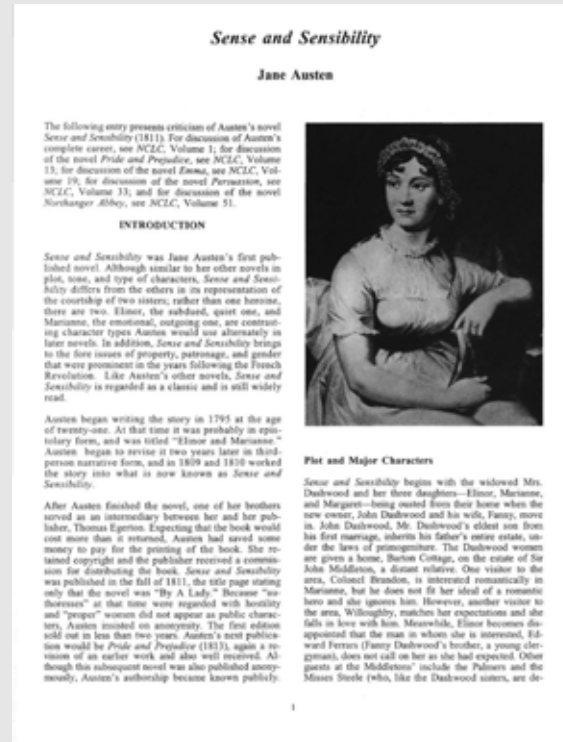 Sense and Sensibility
Jane Austen
The following entry presents criticism of Austen's novel
Sense and Sensibility (1811). For discussion of Austen's
complete career, see NCLC, Volume 1; for discussion
of the novel Pride and Prejudice, see NCLC, Volume
13; for discussion of the novel Emma, see NCLC, Vol-
ume 19; for discussion of the novel Persuasion, see
NCLC, Volume 33; and for discussion of the novel
Northanger Abbey, see NCLC, Volume 51.
INTRODUCTION
Sense and Sensibility was Jane Austen's first pub-
lished novel. Although similar to her other novels in
plot, tone, and type of characters, Sense and Sensi-
bility differs from the others in its representation of
the courtship of two sisters; rather than one heroine,
there are two. Elinor, the subdued, quiet one, and
Marianne, the emotional, outgoing one, are contrast-
ing character types Austen would use alternately in
later novels. In addition, Sense and Sensibility brings
to the fore issues of property, patronage, and gender
that were prominent in the years following the French
Revolution. Like Austen's other novels, Sense and
Sensibility is regarded as a classic and is still widely
read.
Austen began writing the story in 1795 at the age
of twenty-one. At that time it was probably in epis-
tolary form, and was titled "Elinor and Marianne."
Austen began to revise it two years later in third-
person narrative form, and in 1809 and 1810 worked
the story into what is now known as Sense and
Sensibility.
After Austen finished the novel, one of her brothers
served as an intermediary between her and her pub-
lisher, Thomas Egerton. Expecting that the book would
cost more than it returned, Austen had saved some
money to pay for the printing of the book. She re-
tained copyright and the publisher received a commis-
sion for distributing the book. Sense and Sensibility
was published in the fall of 1811, the title page stating
only that the novel was "By A Lady." Because "au-
thoresses" at that time were regarded with hostility
and "proper" women did not appear as public charac-
ters, Austen insisted on anonymity. The first edition
sold out in less than two years. Austen's next publica-
tion would be Pride and Prejudice (1813), again a re-
vision of an earlier work and also well received. Al-
though this subsequent novel was also published anony-
mously, Austen's authorship became known publicly.
Plot and Major Characters
Sense and Sensibility begins with the widowed Mrs.
Dashwood and her three daughters—Elinor, Marianne,
and Margaret—being ousted from their home when the
new owner, John Dashwood and his wife, Fanny, move
in. John Dashwood, Mr. Dashwood's eldest son from
his first marriage, inherits his father's entire estate, un-
der the laws of primogeniture. The Dashwood women
are given a home, Barton Cottage, on the estate of Sir
John Middleton, a distant relative. One visitor to the
area, Colonel Brandon, is interested romantically in
Marianne, but he does not fit her ideal of a romantic
hero and she ignores him. However, another visitor to
the area, Willoughby, matches her expectations and she
falls in love with him. Meanwhile, Elinor becomes dis-
appointed that the man in whom she is interested, Ed-
ward Ferrars (Fanny Dashwood's brother, a young cler-
gyman), does not call on her as she had expected. Other
guests at the Middletons' include the Palmers and the
Misses Steele (who, like the Dashwood sisters, are de-
1